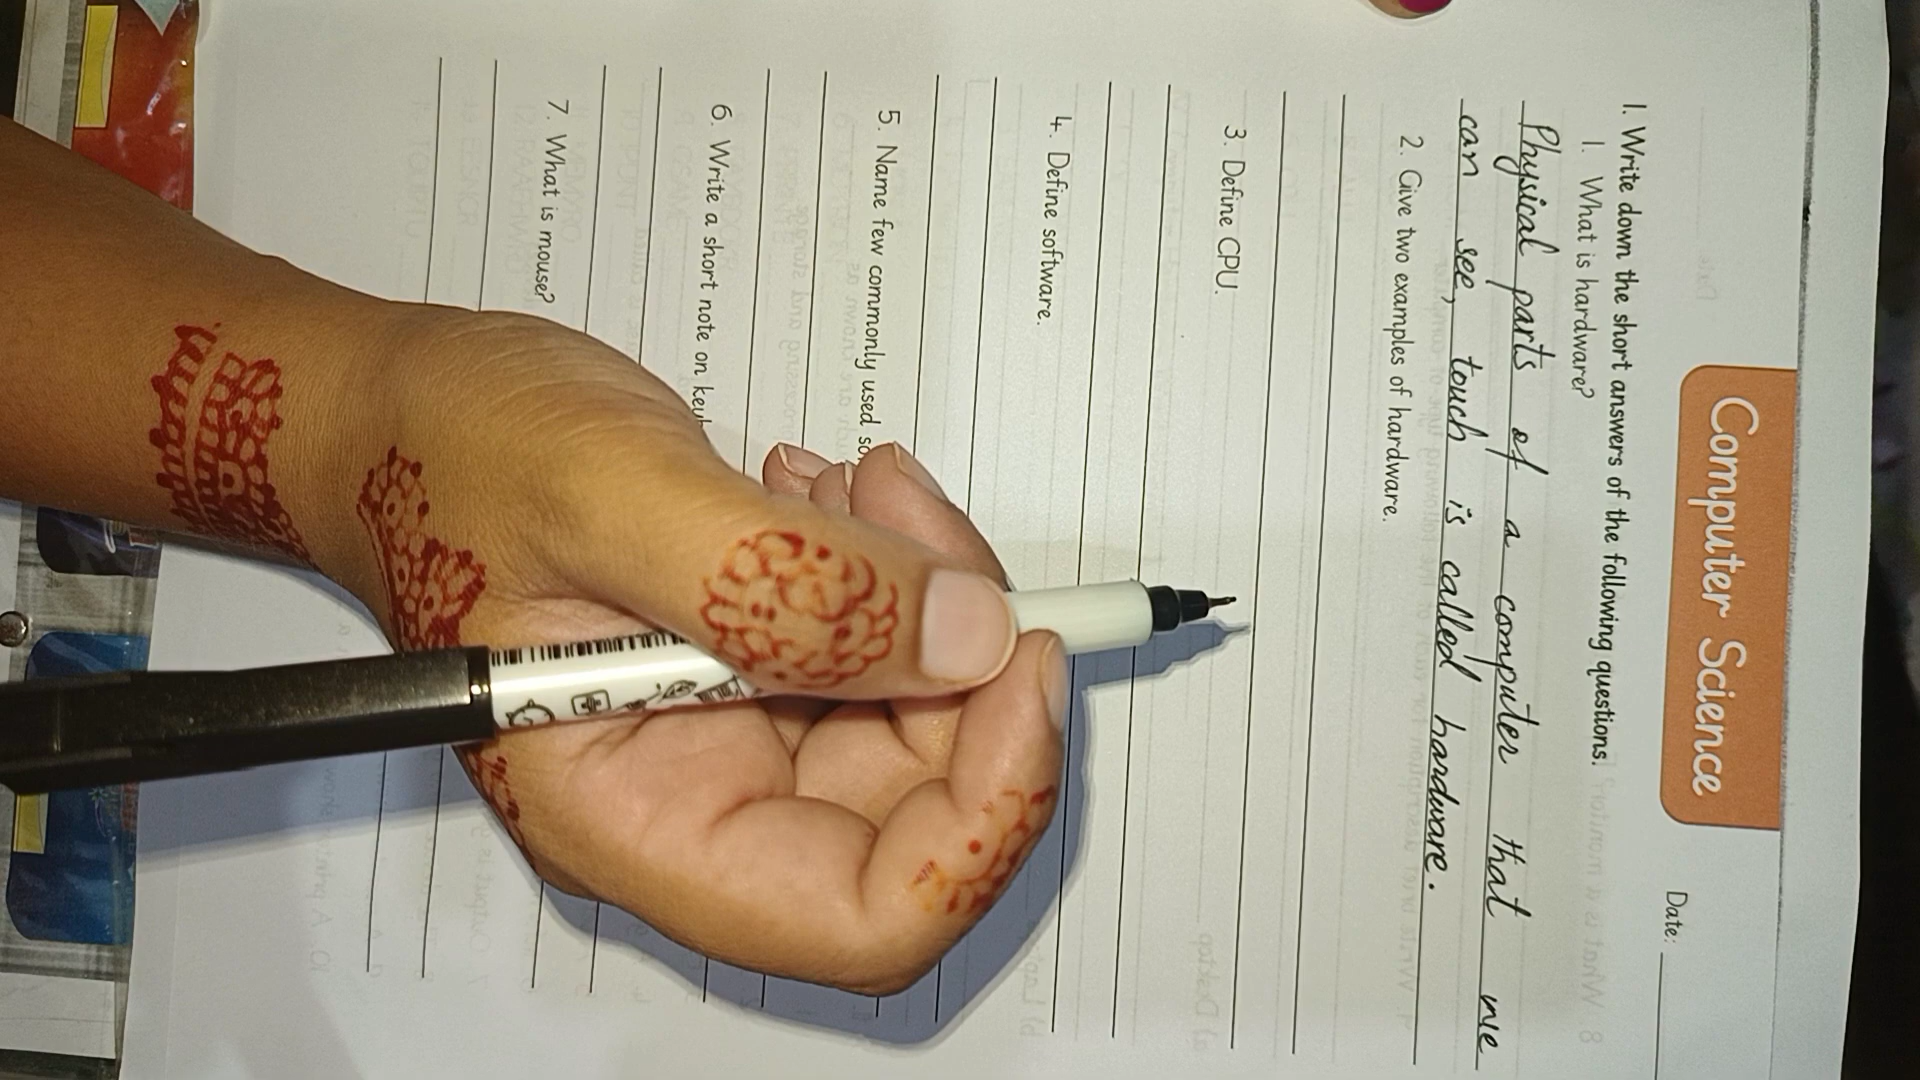 Computer Science
Date:
1. Write down the short answers of the following questions.
1. What is hardware?
Physical parts of a computer that we
can see, touch is called hardware.
2. Give two examples of hardware.
3. Define CPU.
4. Define software.
5. Name few commonly used
6. Write a short note on
7. What is mouse?